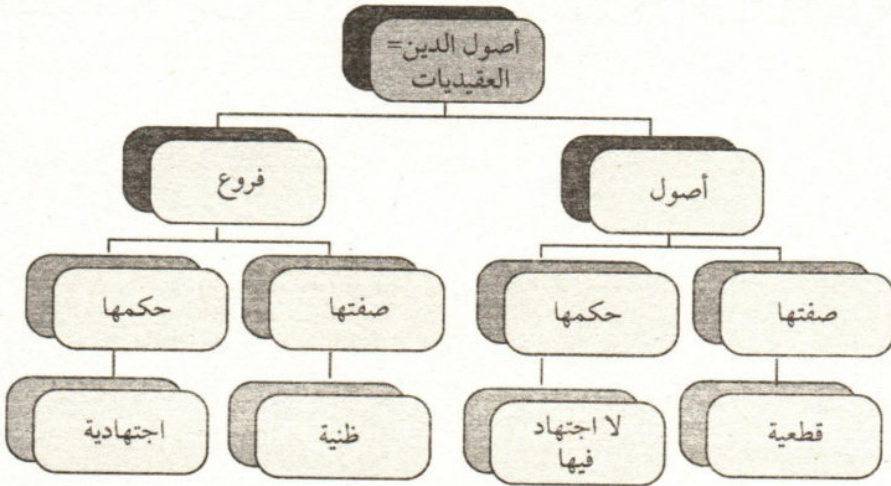 أصول الدين=
العقيديات
أصول
فروع
صفتها
حكمها
صفتها
حكمها
قطعية
لا اجتهاد
فيها
ظنية
اجتهادية